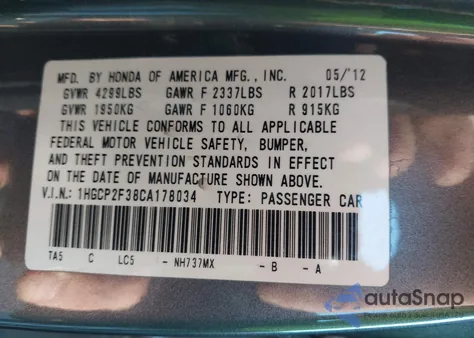 MFD. BY HONDA OF AMERICA MFG., INC. 05/'12
GVWR 4299LBS GAWR F 2337LBS R 2017LBS
GVWR 1950KG GAWR F 1060KG R 915KG
THIS VEHICLE CONFORMS TO ALL APPLICABLE
FEDERAL MOTOR VEHICLE SAFETY, BUMPER,
AND THEFT PREVENTION STANDARDS IN EFFECT
ON THE DATE OF MANUFACTURE SHOWN ABOVE.
V.I.N.: 1HGCP2F38CA178034 TYPE: PASSENGER CAR
TA5 C LC5 - NH737MX - B - A
autaSnap